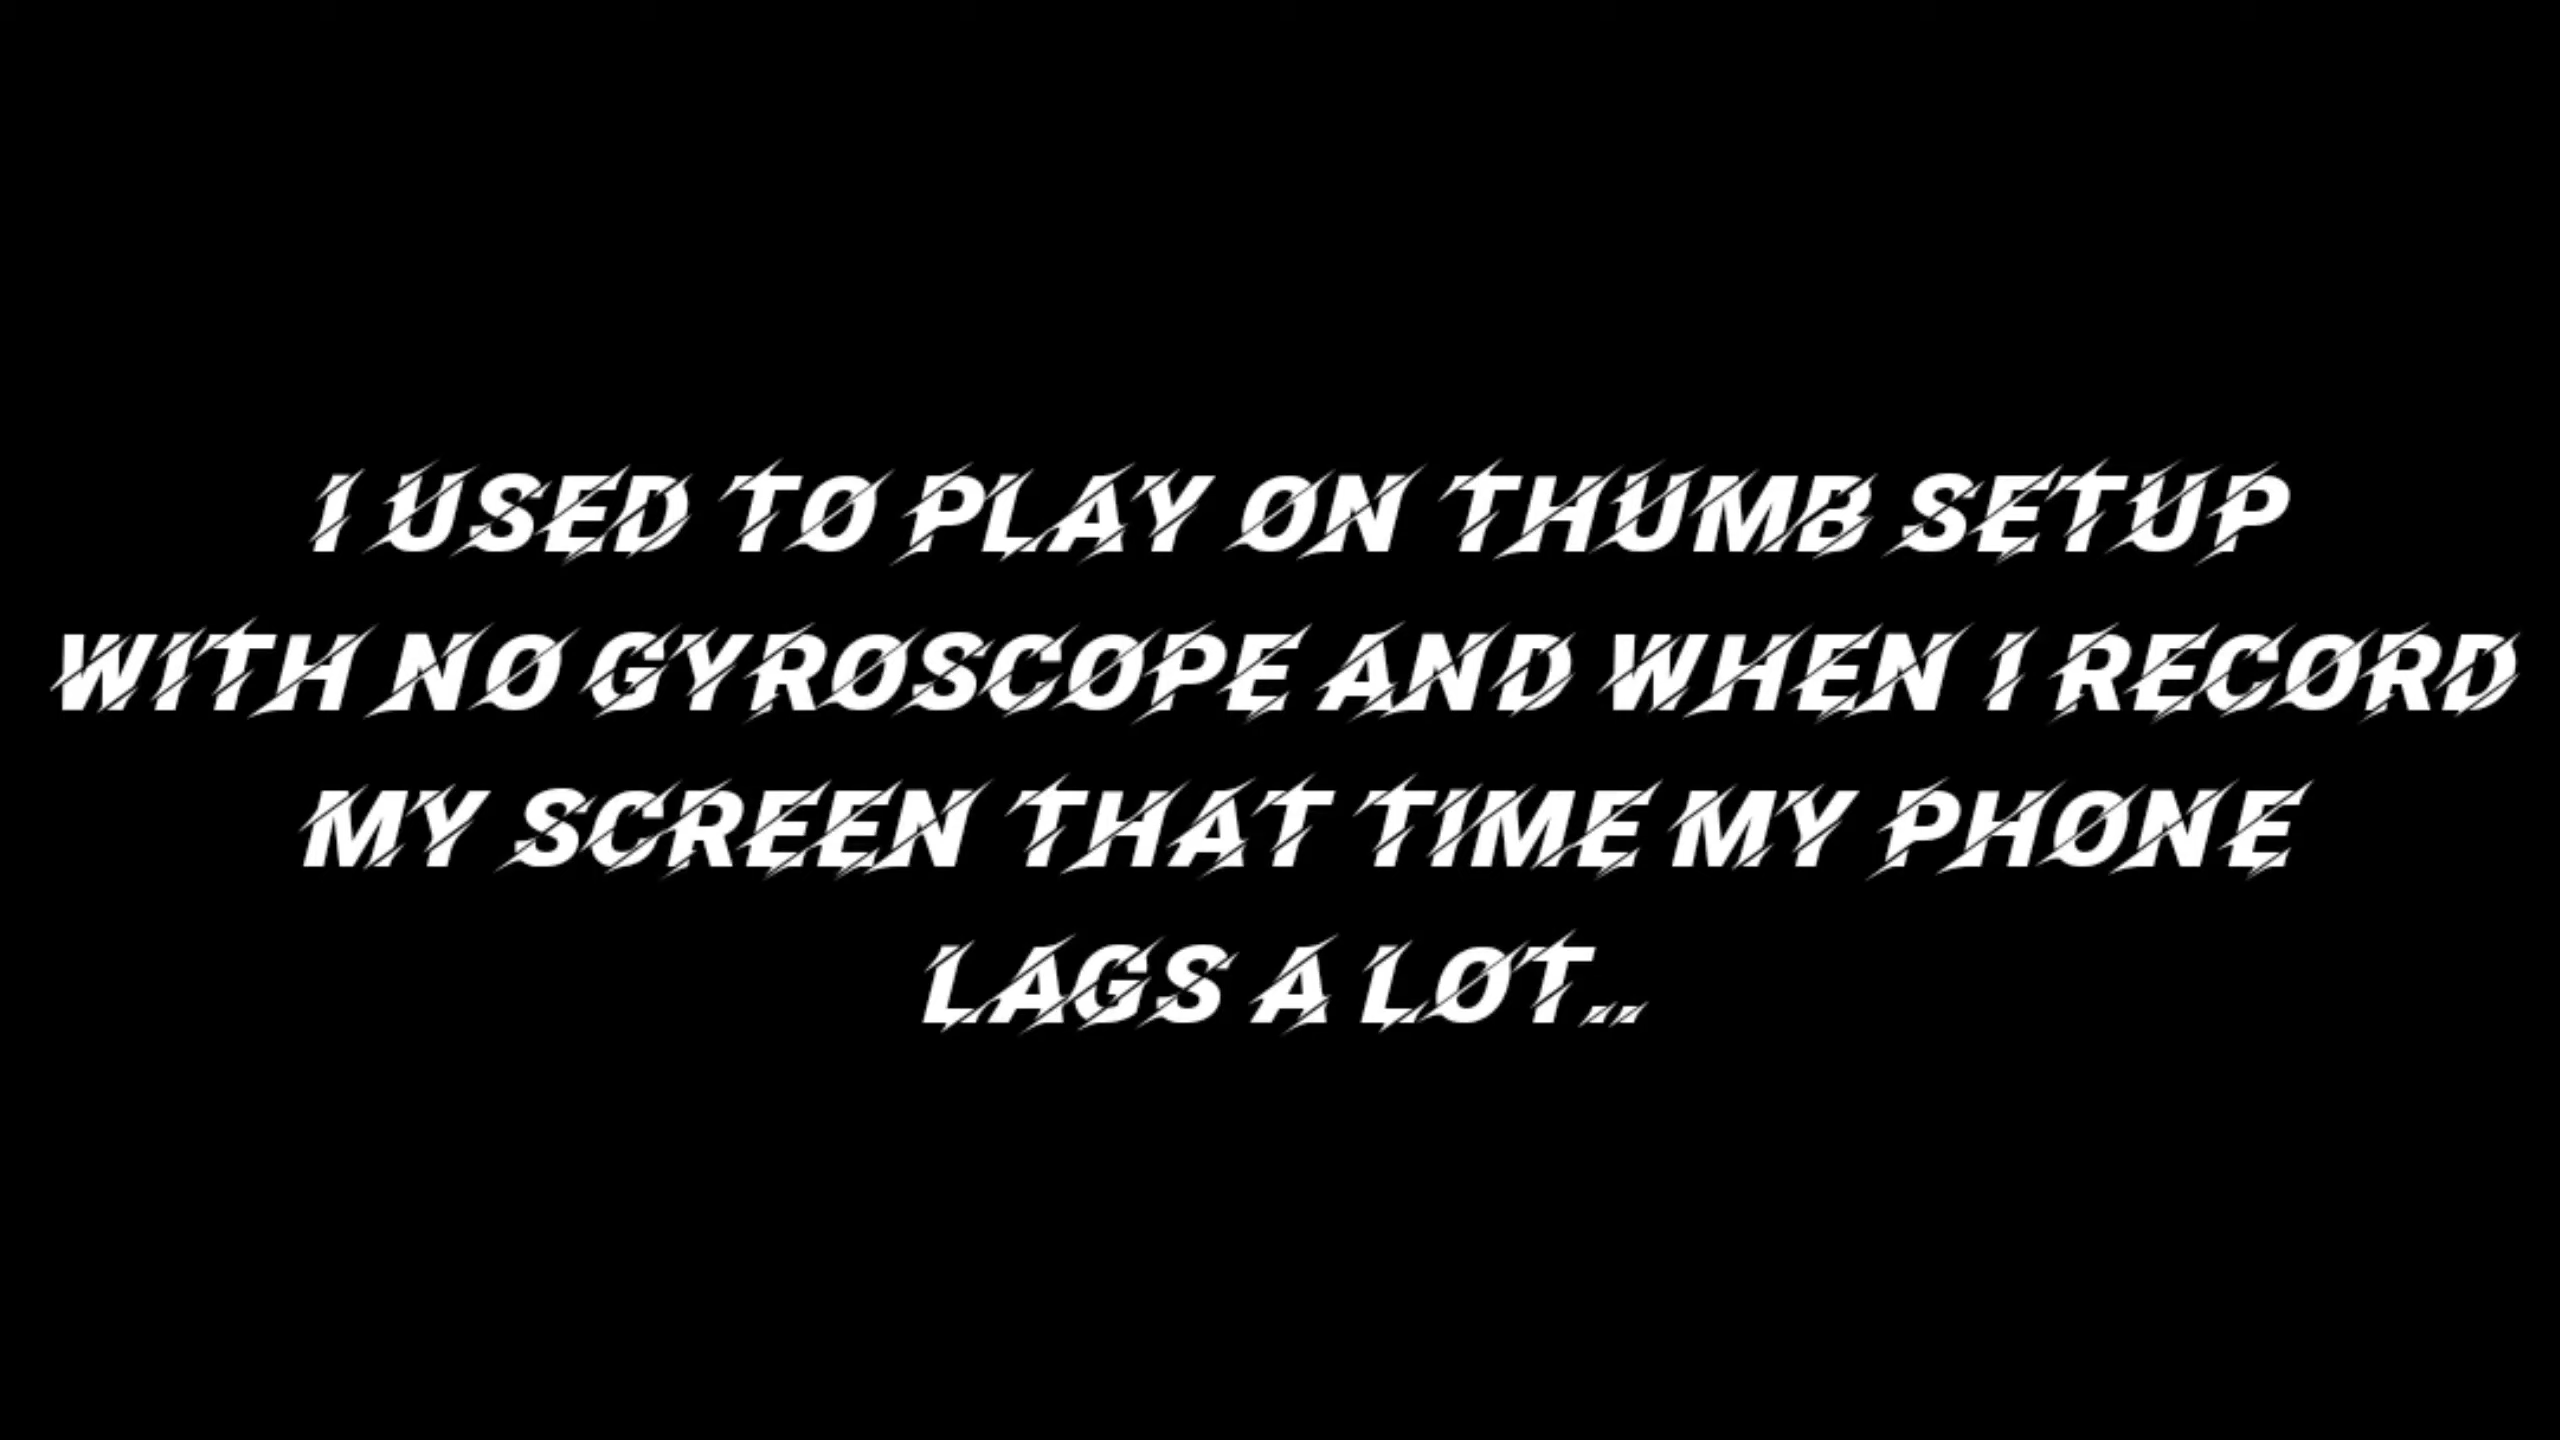 I USED TO PLAY ON THUMB SETUP
WITH NO GYROSCOPE AND WHEN I RECORD
MY SCREEN THAT TIME MY PHONE
LAGS A LOT..